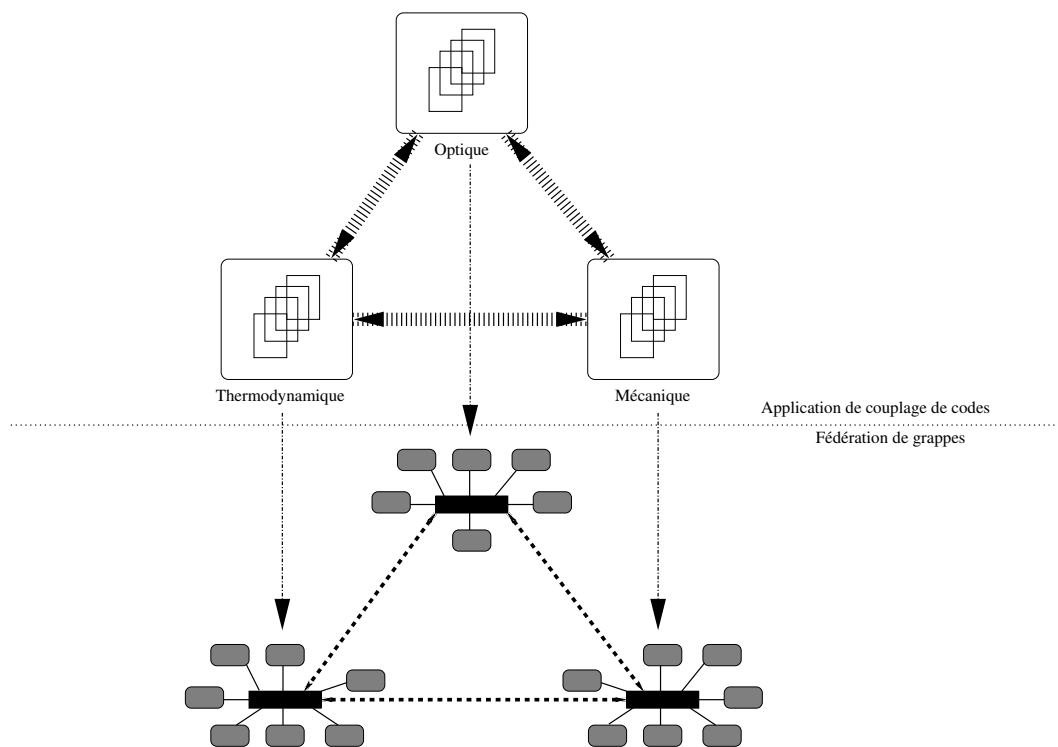 Optique
Thermodynamique
Mécanique
Application de couplage de codes
Fédération de grappes